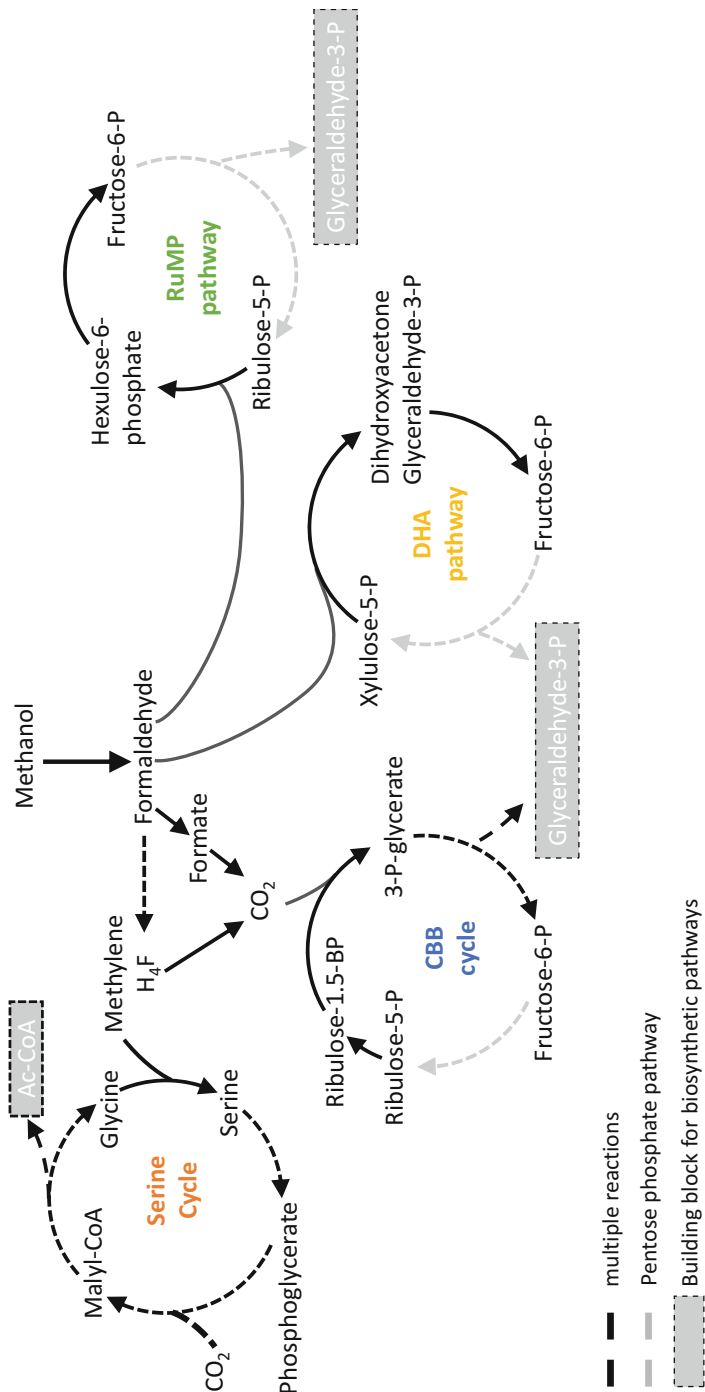 Methanol
Formaldehyde
Ac-CoA
Methylene
H₄F
Formate
CO₂
Glycine
Malyl-CoA
Serine
Cycle
Serine
CO₂
Phosphoglycerate
Ribulose-1.5-BP
Ribulose-5-P
CBB
cycle
3-P-glycerate
Fructose-6-P
Glyceraldehyde-3-P
Xylulose-5-P
DHA
pathway
Dihydroxyacetone
Glyceraldehyde-3-P
Fructose-6-P
Hexulose-6-
phosphate
Fructose-6-P
RuMP
pathway
Ribulose-5-P
Glyceraldehyde-3-P
multiple reactions
Pentose phosphate pathway
Building block for biosynthetic pathways